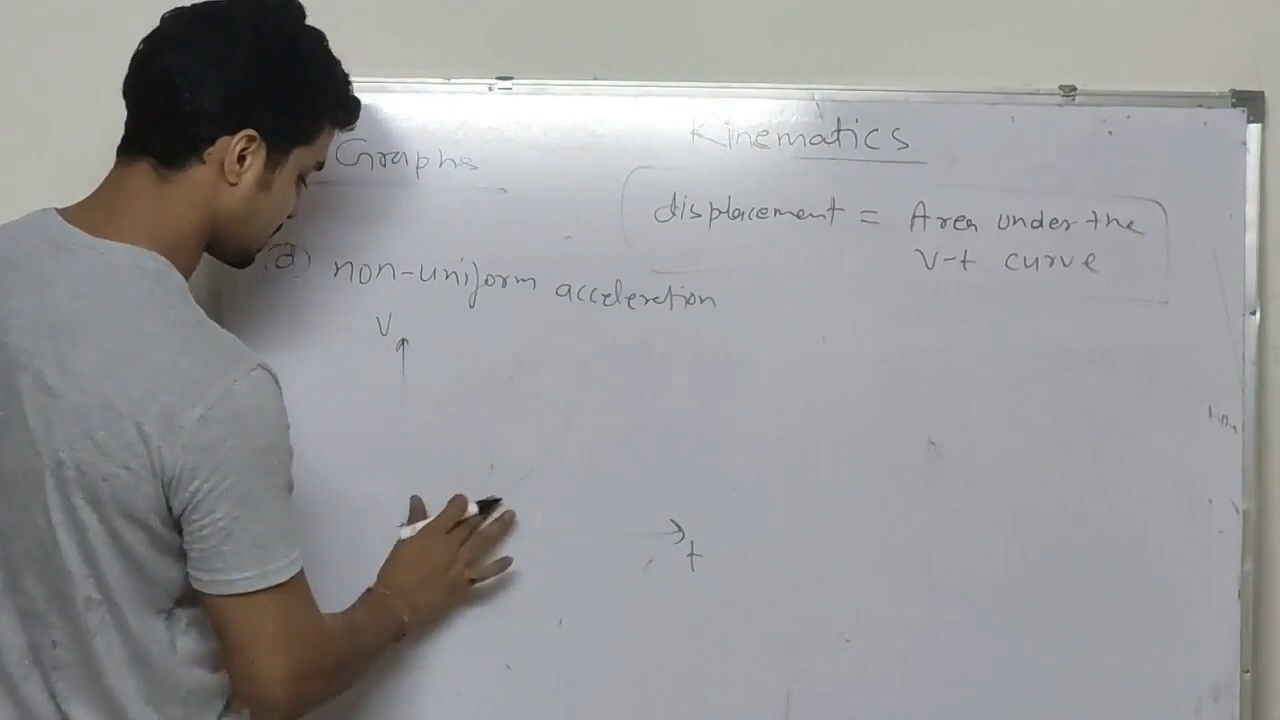 Kinematics
Graphs
displacement = Area under the
v-t curve
(d) non-uniform acceleration
V
t